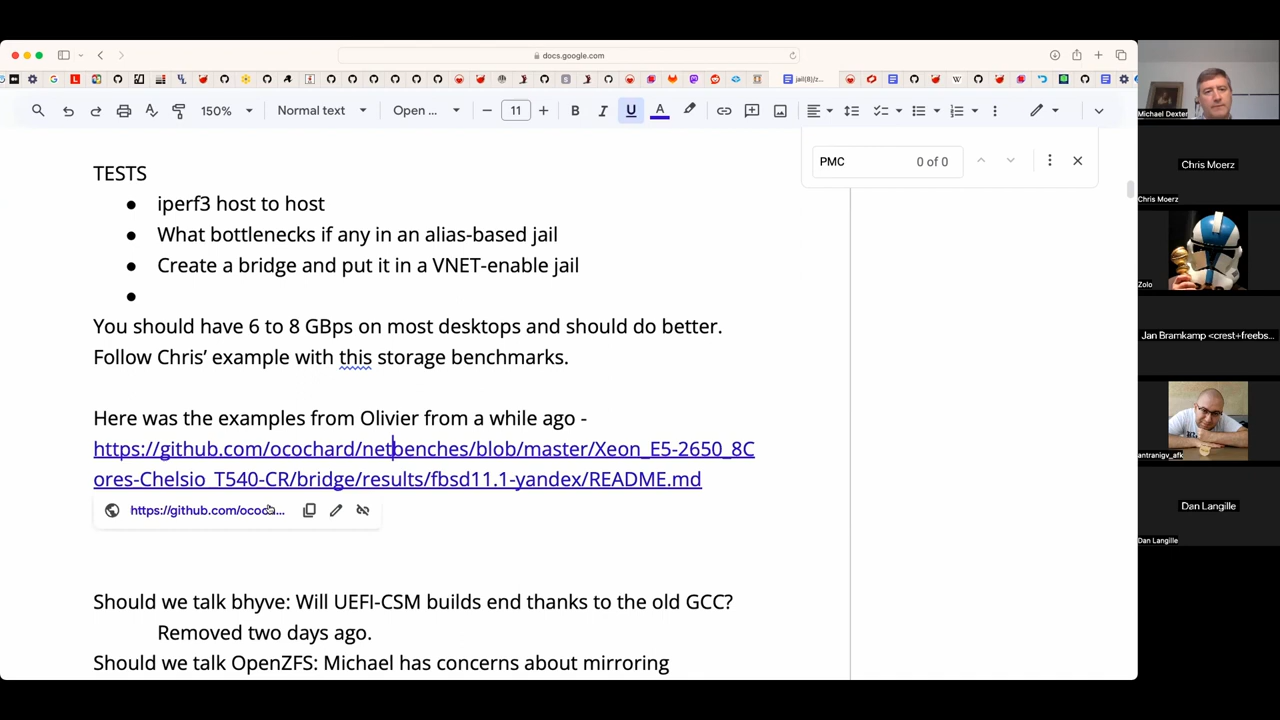 docs.google.com
jail(8)/z...
150%
Normal text
Open ...
11
B
I
U
A
PMC
0 of 0
TESTS
● iperf3 host to host
● What bottlenecks if any in an alias-based jail
● Create a bridge and put it in a VNET-enable jail
●
You should have 6 to 8 GBps on most desktops and should do better.
Follow Chris’ example with this storage benchmarks.
Here was the examples from Olivier from a while ago -
https://github.com/ocochard/netbenches/blob/master/Xeon_E5-2650_8C
ores-Chelsio_T540-CR/bridge/results/fbsd11.1-yandex/README.md
https://github.com/ococ...
Should we talk bhyve: Will UEFI-CSM builds end thanks to the old GCC?
Removed two days ago.
Should we talk OpenZFS: Michael has concerns about mirroring
Michael Dexter
Chris Moerz
Chris Moerz
Zolo
Jan Bramkamp <crest+freebs...
antranigv_afk
Dan Langille
Dan Langille